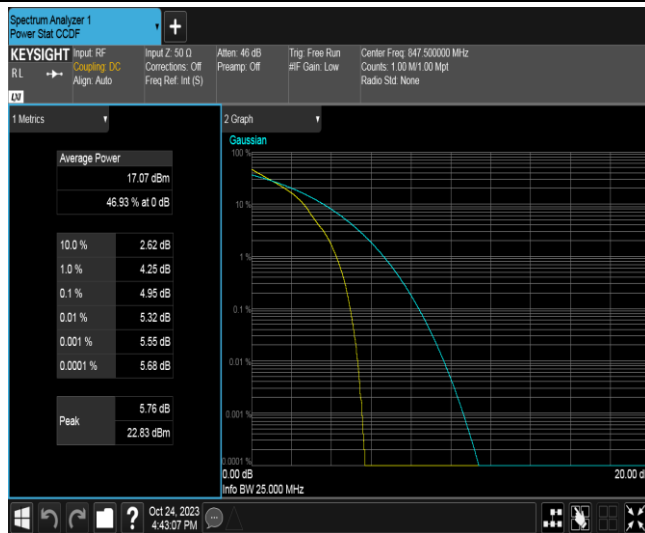 Spectrum Analyzer 1
Power Stat CCDF
+
KEYSIGHT
Input: RF
Coupling: DC
Align: Auto
Input Z: 50 Ω
Corrections: Off
Freq Ref: Int (S)
Atten: 46 dB
Preamp: Off
Trig: Free Run
#IF Gain: Low
Center Freq: 847.500000 MHz
Counts: 1.00 M/1.00 Mpt
Radio Std: None
RL
LXI
1 Metrics
Average Power
17.07 dBm
46.93 % at 0 dB
10.0 % 2.62 dB
1.0 % 4.25 dB
0.1 % 4.95 dB
0.01 % 5.32 dB
0.001 % 5.55 dB
0.0001 % 5.68 dB
Peak
5.76 dB
22.83 dBm
2 Graph
Gaussian
100 %
10 %
1 %
0.1 %
0.01 %
0.001 %
0.0001 %
0.00 dB
20.00 d
Info BW 25.000 MHz
?
Oct 24, 2023
4:43:07 PM